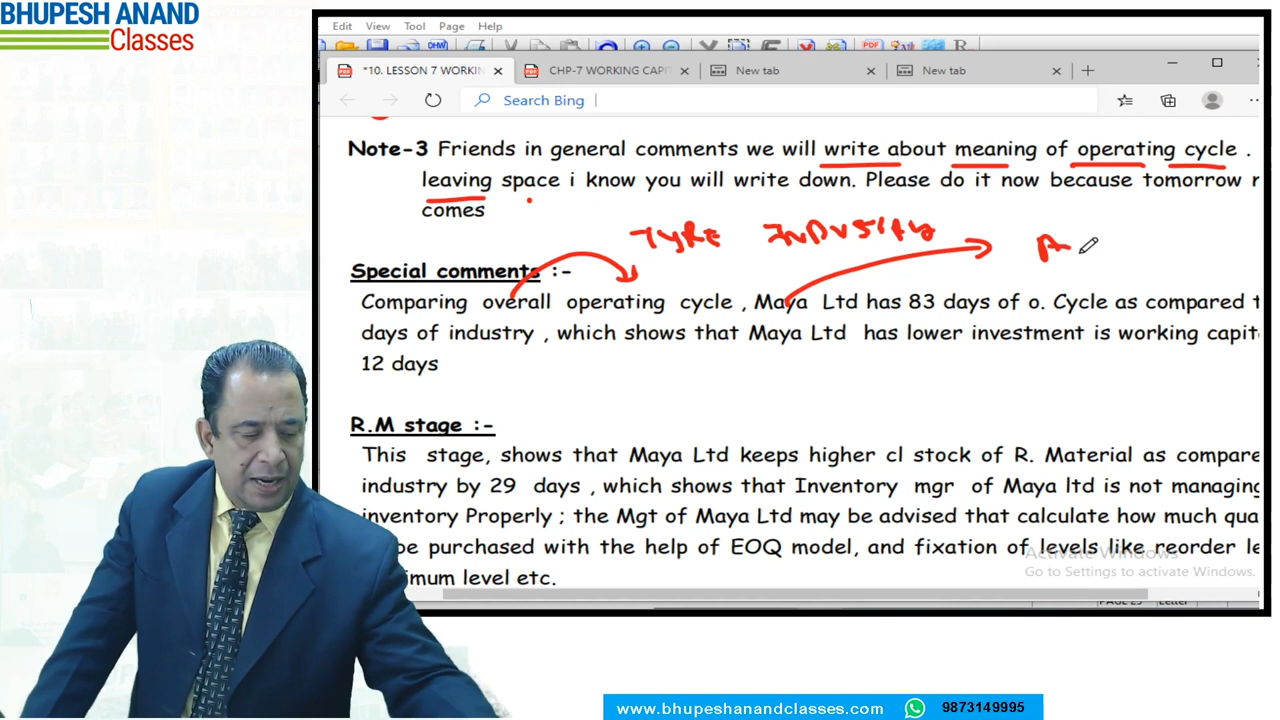 BHUPESH ANAND
Classes
Edit View Tool Page Help
DHW PDF R
*10. LESSON 7 WORKIN
CHP-7 WORKING CAPI
New tab
New tab
Search Bing
Note-3 Friends in general comments we will write about meaning of operating cycle .
leaving space i know you will write down. Please do it now because tomorrow n
comes
TYRE INDUSTRY
Special comments :-
Comparing overall operating cycle , Maya Ltd has 83 days of o. Cycle as compared t
days of industry , which shows that Maya Ltd has lower investment is working capit
12 days
R.M stage :-
This stage, shows that Maya Ltd keeps higher cl stock of R. Material as compare
industry by 29 days , which shows that Inventory mgr of Maya ltd is not managing
inventory Properly ; the Mgt of Maya Ltd may be advised that calculate how much qua
be purchased with the help of EOQ model, and fixation of levels like reorder le
imum level etc.
Activate Windows
Go to Settings to activate Windows.
PAGE 25 Letter
www.bhupeshanandclasses.com 9873149995